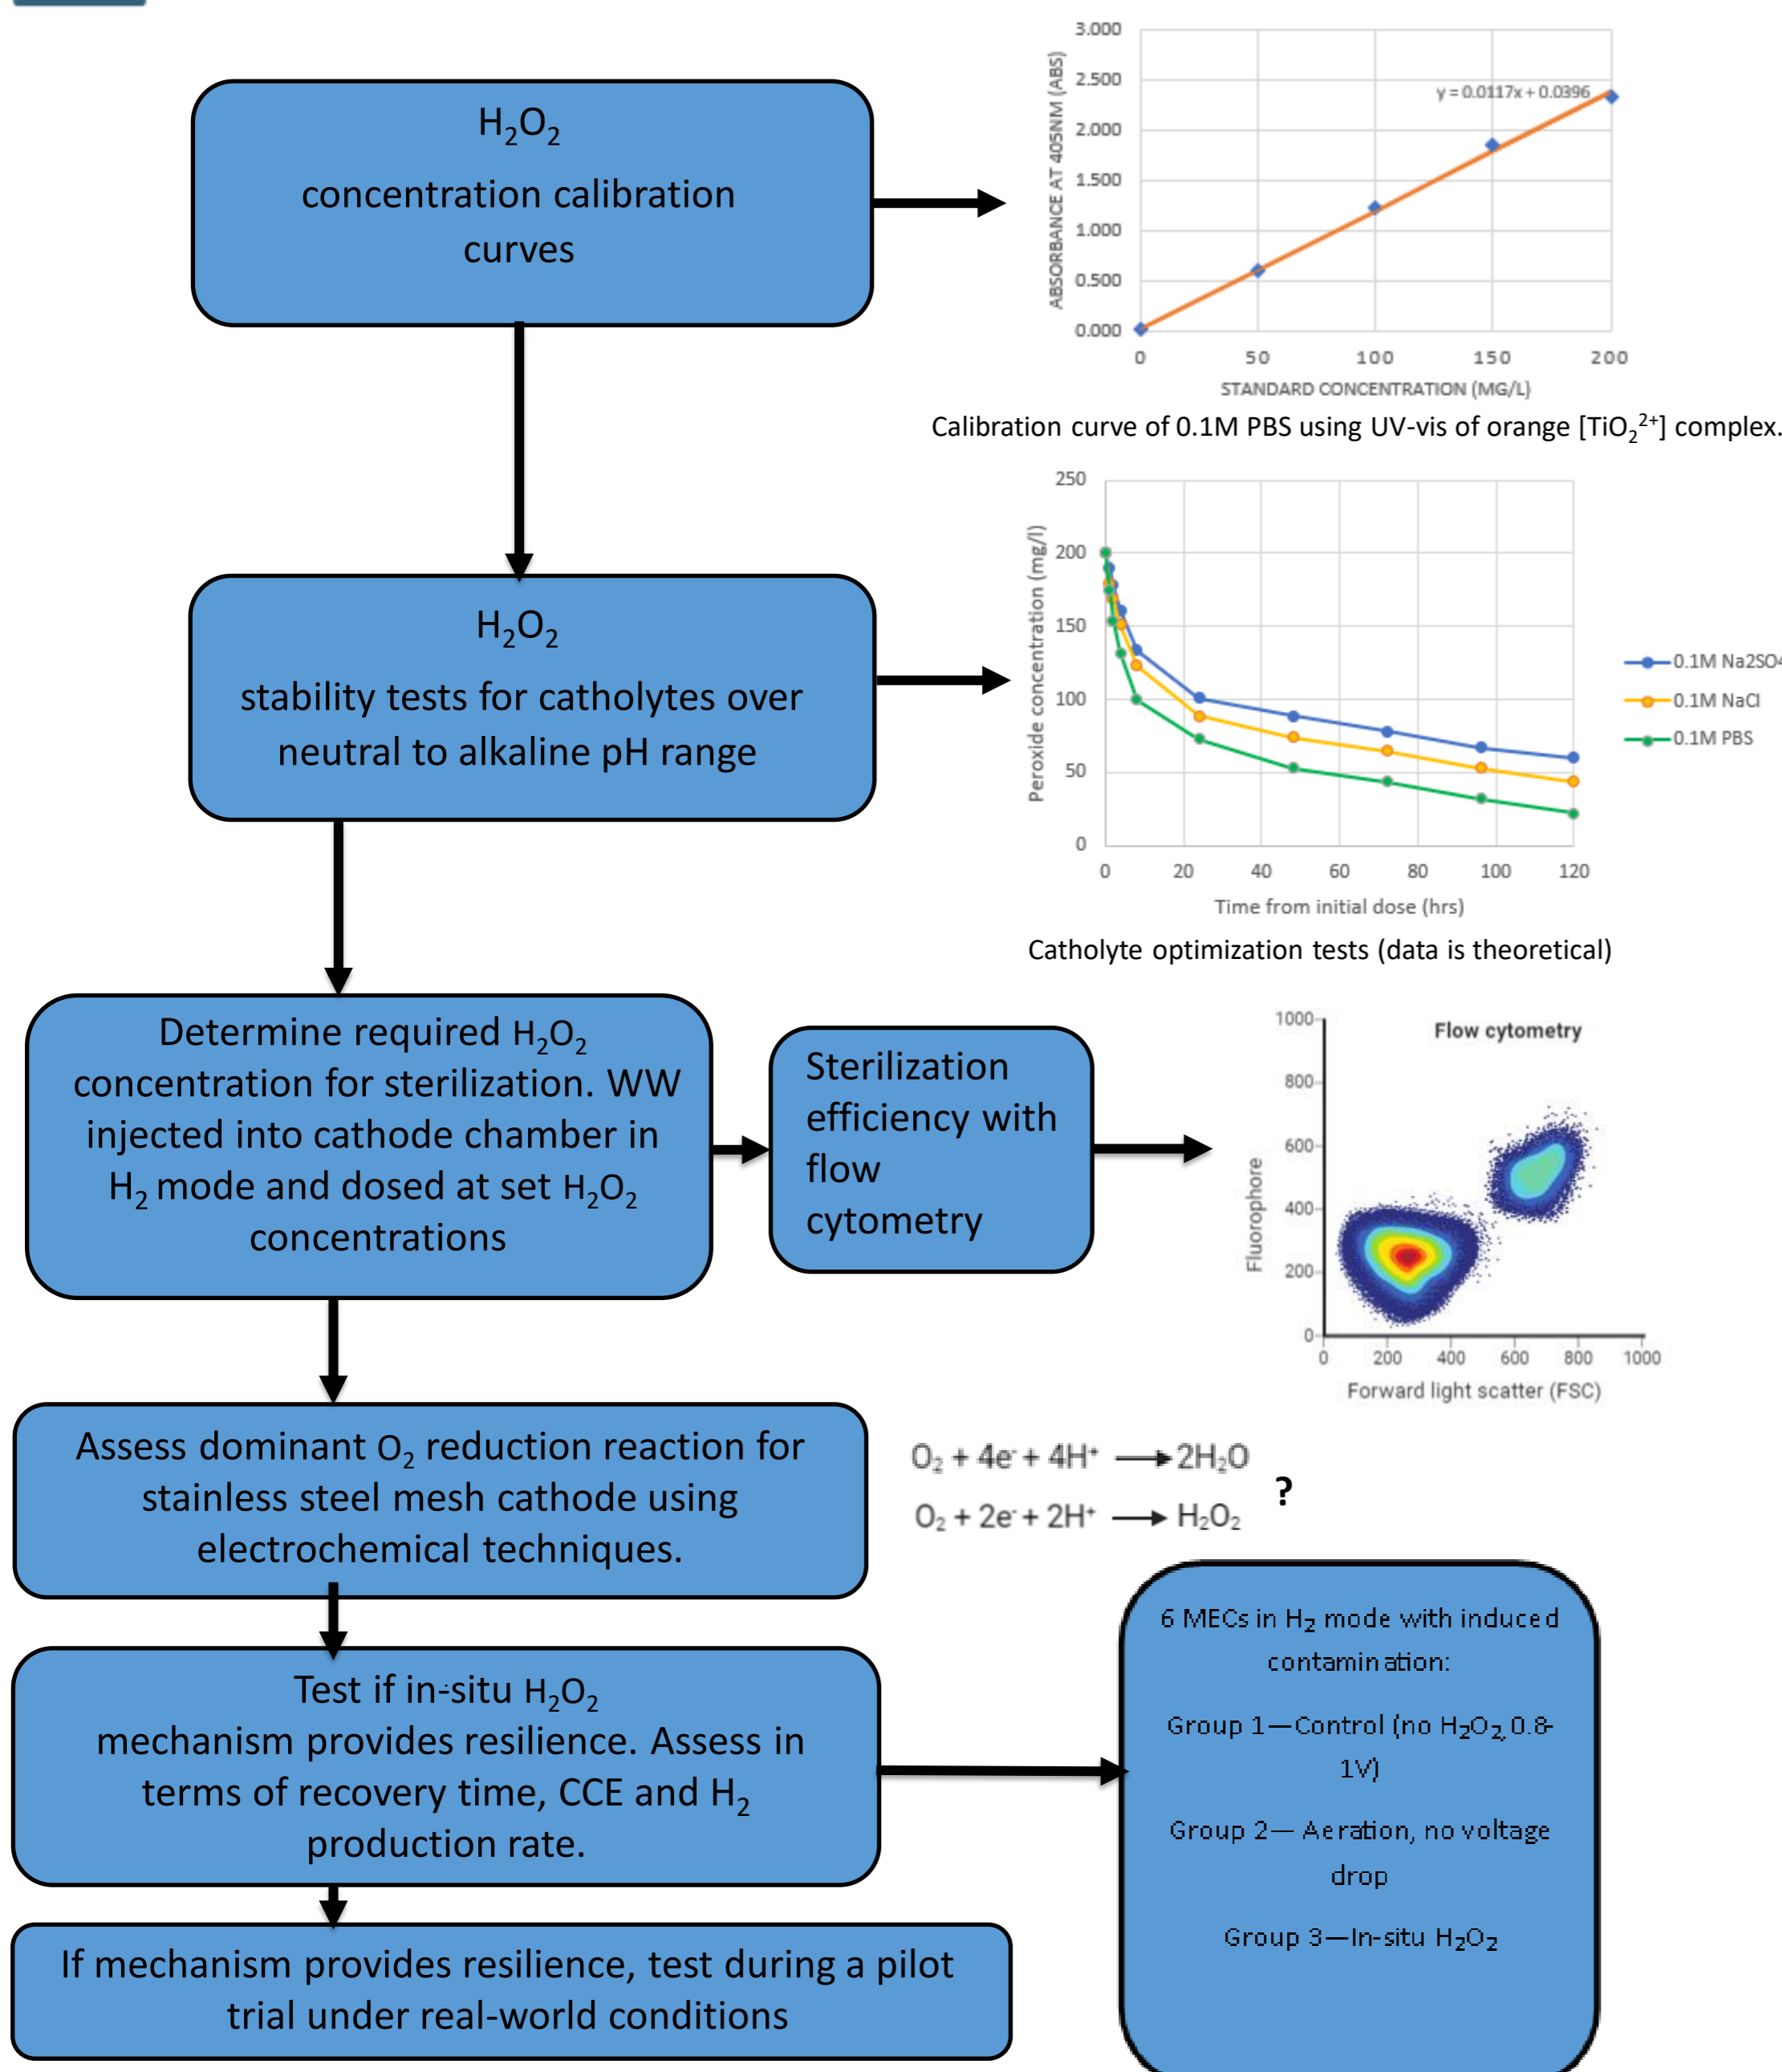 H₂O₂
concentration calibration
curves
3.000
2.500
2.000
1.500
1.000
0.500
0.000
ABSORBANCE AT 405NM (ABS)
y = 0.0117x + 0.0396
0 50 100 150 200
STANDARD CONCENTRATION (MG/L)
Calibration curve of 0.1M PBS using UV-vis of orange [TiO₂²⁺] complex.
H₂O₂
stability tests for catholytes over
neutral to alkaline pH range
250
200
150
100
50
0
Peroxide concentration (mg/l)
0 20 40 60 80 100 120
Time from initial dose (hrs)
0.1M Na2SO4
0.1M NaCl
0.1M PBS
Catholyte optimization tests (data is theoretical)
Determine required H₂O₂
concentration for sterilization. WW
injected into cathode chamber in
H₂ mode and dosed at set H₂O₂
concentrations
Sterilization
efficiency with
flow
cytometry
Flow cytometry
1000
800
600
400
200
0
Fluorophore
0 200 400 600 800 1000
Forward light scatter (FSC)
Assess dominant O₂ reduction reaction for
stainless steel mesh cathode using
electrochemical techniques.
O₂ + 4e⁻ + 4H⁺ ⟶ 2H₂O
O₂ + 2e⁻ + 2H⁺ ⟶ H₂O₂
?
Test if in-situ H₂O₂
mechanism provides resilience. Assess in
terms of recovery time, CCE and H₂
production rate.
6 MECs in H₂ mode with induced
contamination:
Group 1—Control (no H₂O₂, 0.8-
1V)
Group 2— Aeration, no voltage
drop
Group 3—In-situ H₂O₂
If mechanism provides resilience, test during a pilot
trial under real-world conditions